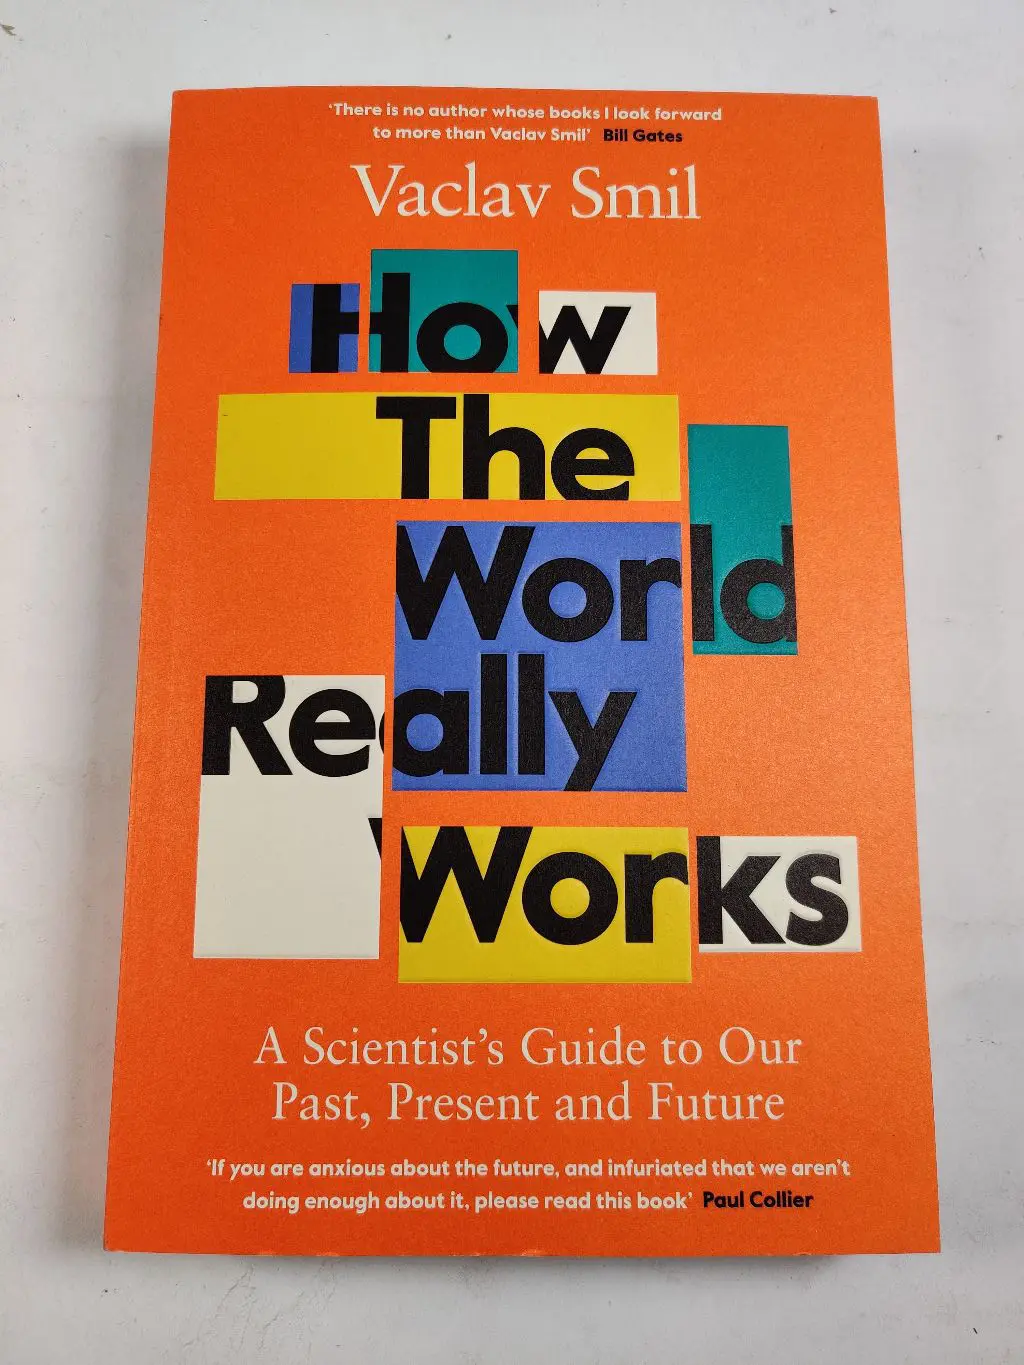 ‘There is no author whose books I look forward
to more than Vaclav Smil’ Bill Gates
Vaclav Smil
How
The
World
Really
Works
A Scientist’s Guide to Our
Past, Present and Future
‘If you are anxious about the future, and infuriated that we aren’t
doing enough about it, please read this book’ Paul Collier